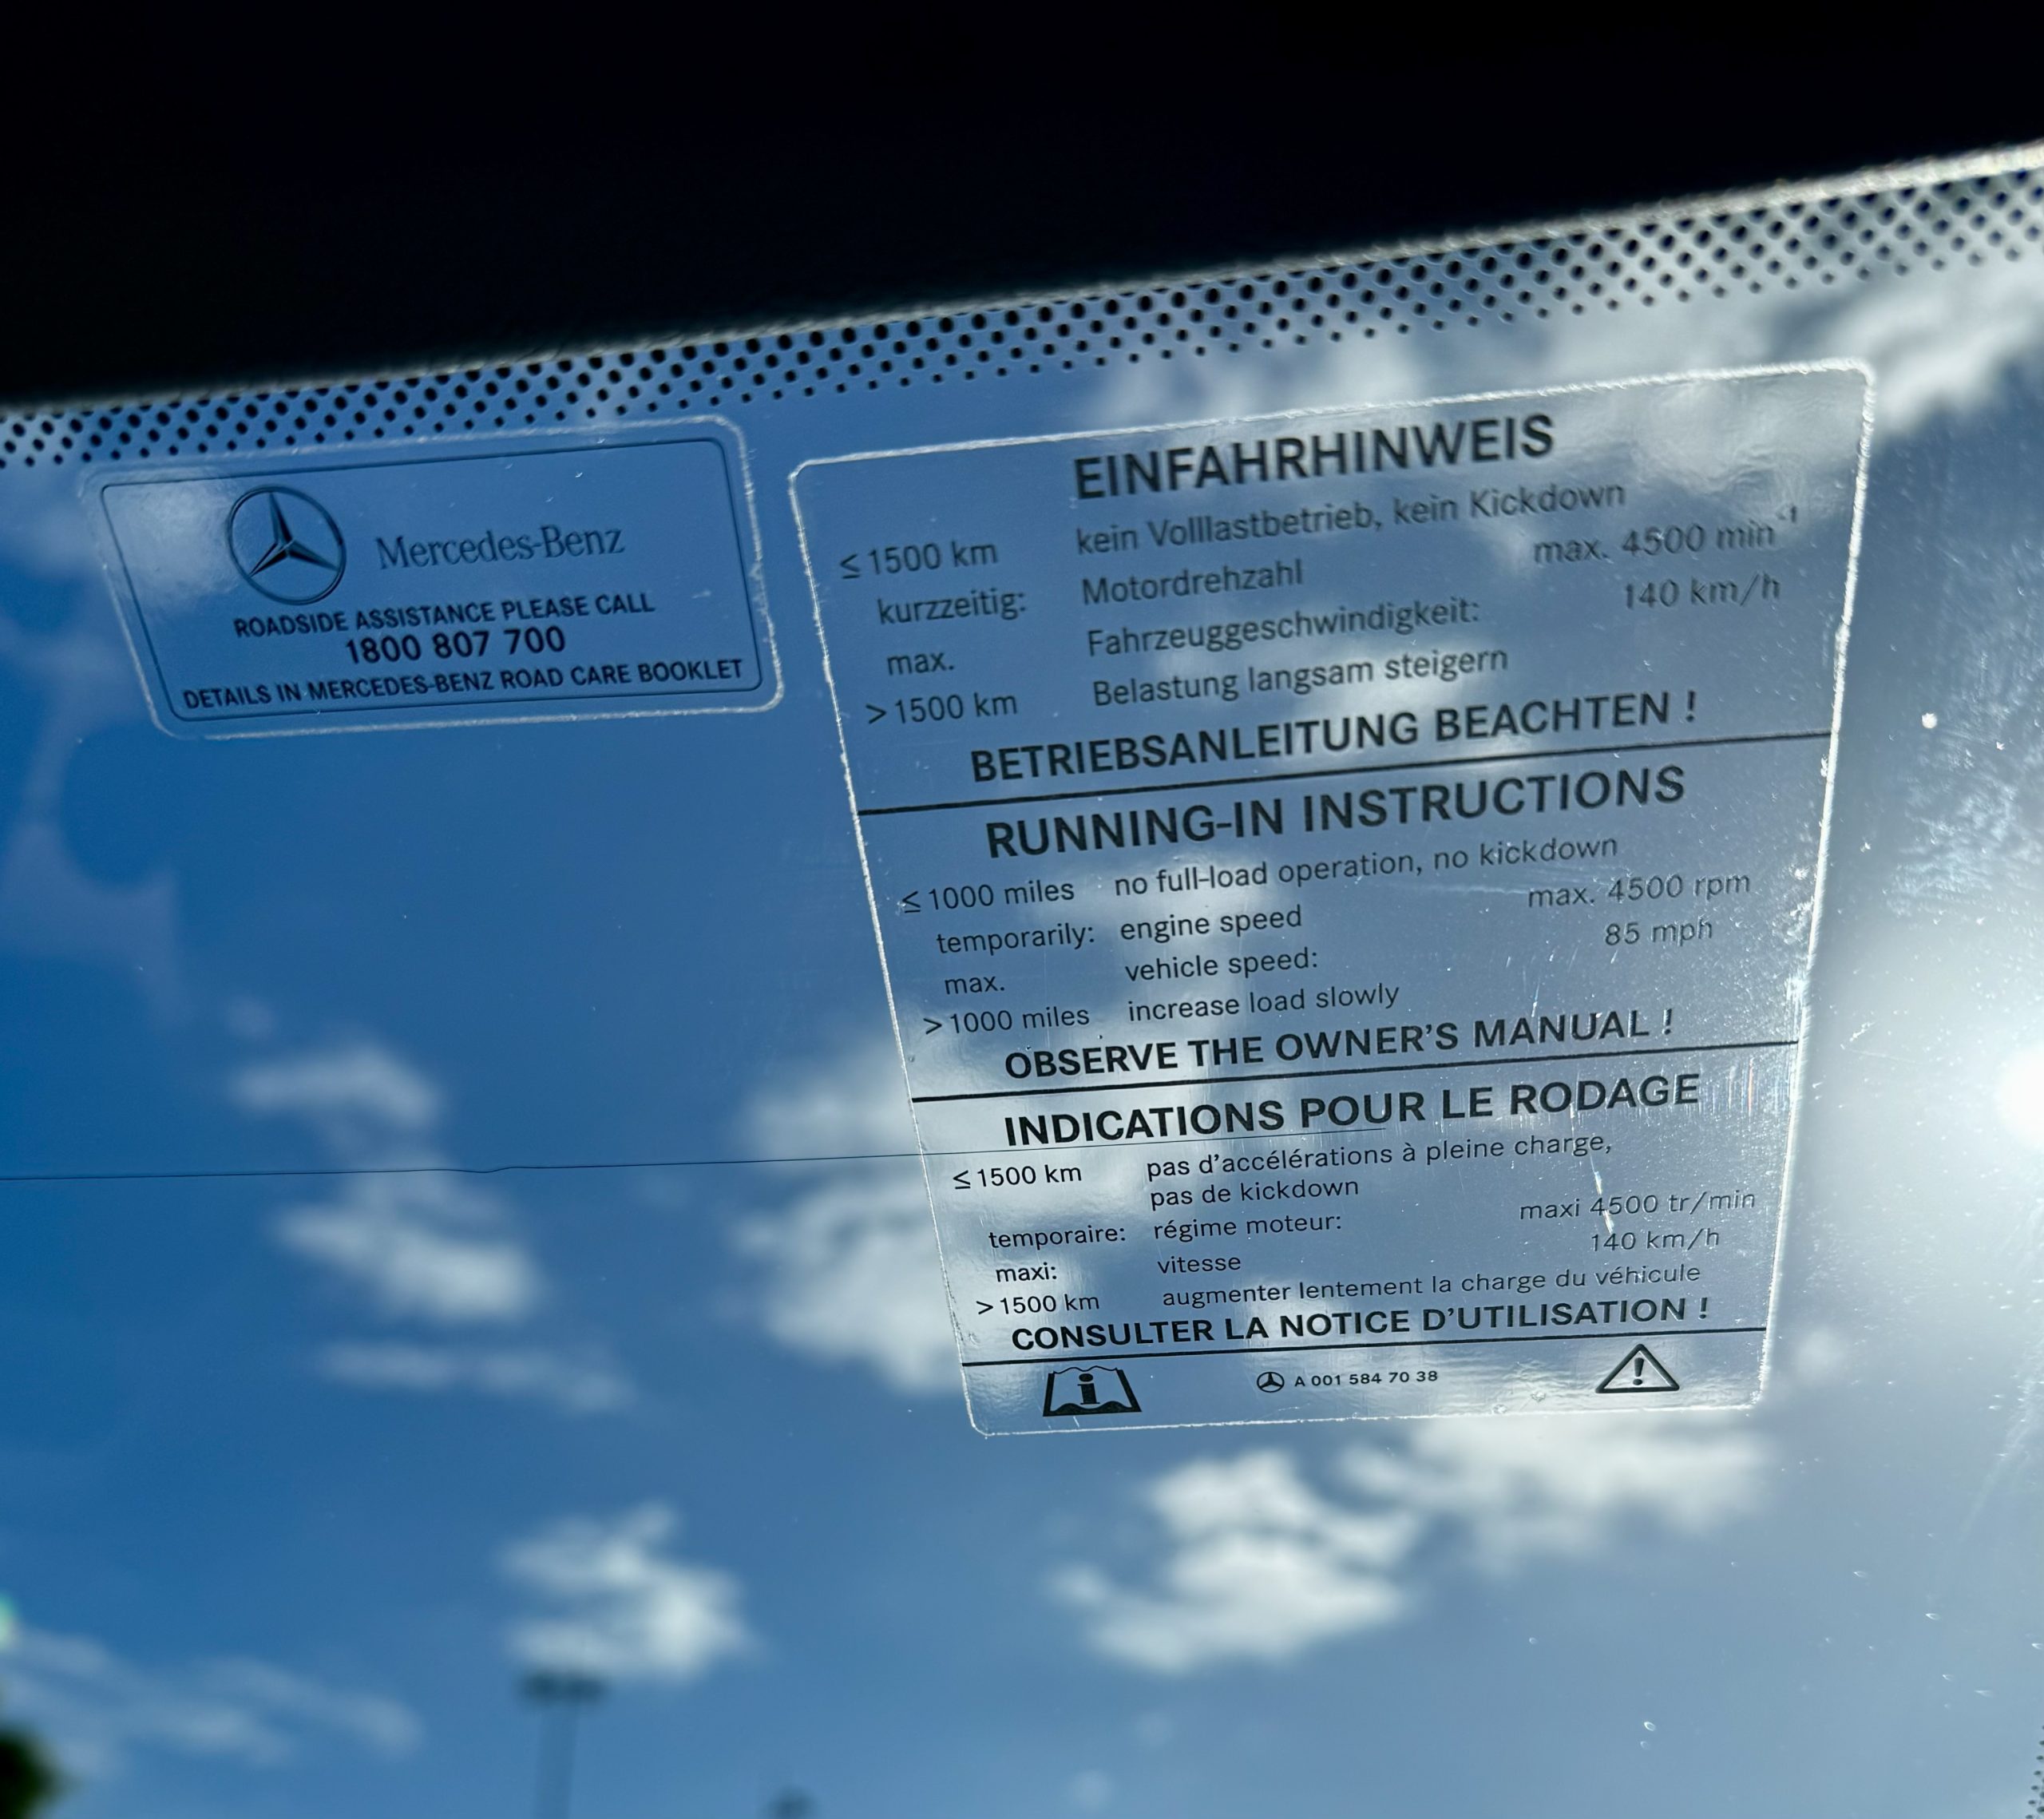 Mercedes-Benz
ROADSIDE ASSISTANCE PLEASE CALL
1800 807 700
DETAILS IN MERCEDES-BENZ ROAD CARE BOOKLET
EINFAHRHINWEIS
≤ 1500 km kein Volllastbetrieb, kein Kickdown
kurzzeitig: Motordrehzahl max. 4500 min⁻¹
max. Fahrzeuggeschwindigkeit: 140 km/h
> 1500 km Belastung langsam steigern
BETRIEBSANLEITUNG BEACHTEN !
RUNNING-IN INSTRUCTIONS
≤ 1000 miles no full-load operation, no kickdown
temporarily: engine speed max. 4500 rpm
max. vehicle speed: 85 mph
> 1000 miles increase load slowly
OBSERVE THE OWNER'S MANUAL !
INDICATIONS POUR LE RODAGE
≤ 1500 km pas d'accélérations à pleine charge,
pas de kickdown
temporaire: régime moteur: maxi 4500 tr/min
maxi: vitesse 140 km/h
> 1500 km augmenter lentement la charge du véhicule
CONSULTER LA NOTICE D'UTILISATION !
A 001 584 70 38